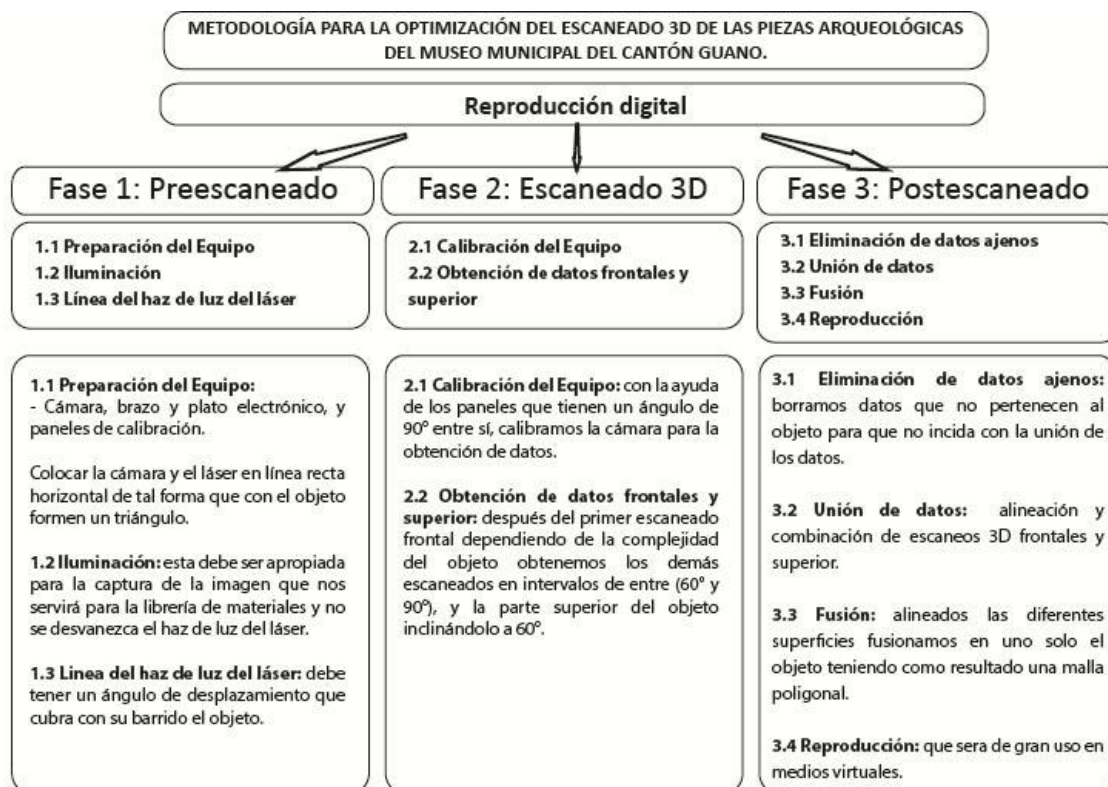 METODOLOGÍA PARA LA OPTIMIZACIÓN DEL ESCANEADO 3D DE LAS PIEZAS ARQUEOLÓGICAS
DEL MUSEO MUNICIPAL DEL CANTÓN GUANO.
Reproducción digital
Fase 1: Preescaneado
1.1 Preparación del Equipo
1.2 Iluminación
1.3 Línea del haz de luz del láser
1.1 Preparación del Equipo:
- Cámara, brazo y plato electrónico, y
paneles de calibración.
Colocar la cámara y el láser en línea recta
horizontal de tal forma que con el objeto
formen un triángulo.
1.2 Iluminación: esta debe ser apropiada
para la captura de la imagen que nos
servirá para la librería de materiales y no
se desvanezca el haz de luz del láser.
1.3 Linea del haz de luz del láser: debe
tener un ángulo de desplazamiento que
cubra con su barrido el objeto.
Fase 2: Escaneado 3D
2.1 Calibración del Equipo
2.2 Obtención de datos frontales y
superior
2.1 Calibración del Equipo: con la ayuda
de los paneles que tienen un ángulo de
90° entre sí, calibramos la cámara para la
obtención de datos.
2.2 Obtención de datos frontales y
superior: después del primer escaneado
frontal dependiendo de la complejidad
del objeto obtenemos los demás
escaneados en intervalos de entre (60° y
90°), y la parte superior del objeto
inclinándolo a 60°.
Fase 3: Postescaneado
3.1 Eliminación de datos ajenos
3.2 Unión de datos
3.3 Fusión
3.4 Reproducción
3.1 Eliminación de datos ajenos:
borramos datos que no pertenecen al
objeto para que no incida con la unión de
los datos.
3.2 Unión de datos: alineación y
combinación de escaneos 3D frontales y
superior.
3.3 Fusión: alineados las diferentes
superficies fusionamos en uno solo el
objeto teniendo como resultado una malla
poligonal.
3.4 Reproducción: que sera de gran uso en
medios virtuales.